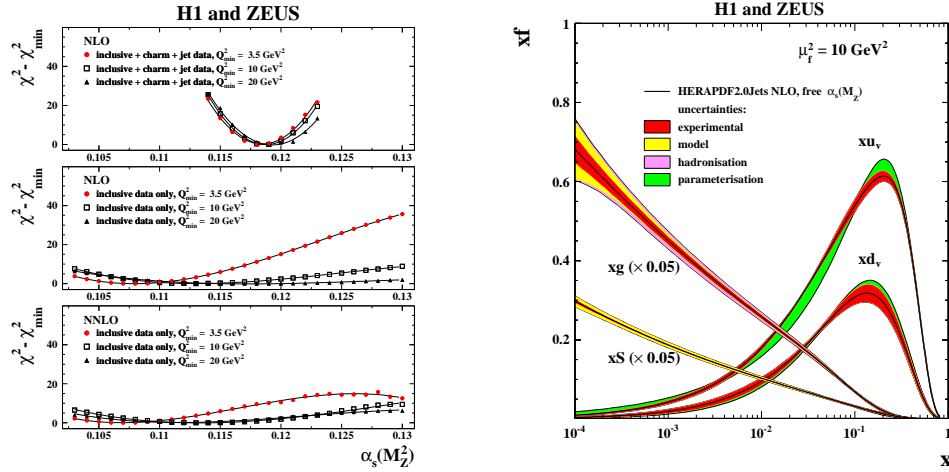 H1 and ZEUS
χ² - χ²min
NLO
inclusive + charm + jet data, Q²min = 3.5 GeV²
inclusive + charm + jet data, Q²min = 10 GeV²
inclusive + charm + jet data, Q²min = 20 GeV²
40
20
0
0.105 0.11 0.115 0.12 0.125 0.13
χ² - χ²min
NLO
inclusive data only, Q²min = 3.5 GeV²
inclusive data only, Q²min = 10 GeV²
inclusive data only, Q²min = 20 GeV²
40
20
0
0.105 0.11 0.115 0.12 0.125 0.13
χ² - χ²min
NNLO
inclusive data only, Q²min = 3.5 GeV²
inclusive data only, Q²min = 10 GeV²
inclusive data only, Q²min = 20 GeV²
40
20
0
0.105 0.11 0.115 0.12 0.125 0.13
αs(M²Z)
H1 and ZEUS
xf
1
0.8
0.6
0.4
0.2
μ²f = 10 GeV²
HERAPDF2.0Jets NLO, free αs(MZ)
uncertainties:
experimental
model
hadronisation
parameterisation
xuv
xdv
xg (× 0.05)
xS (× 0.05)
10⁻⁴ 10⁻³ 10⁻² 10⁻¹ 1
x